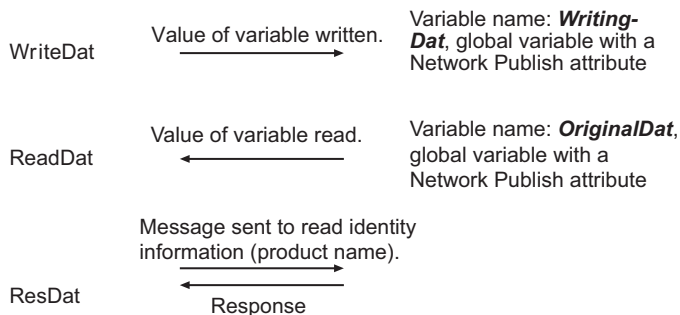 WriteDat
Value of variable written.
Variable name: Writing-
Dat, global variable with a
Network Publish attribute
ReadDat
Value of variable read.
Variable name: OriginalDat,
global variable with a
Network Publish attribute
Message sent to read identity
information (product name).
ResDat
Response